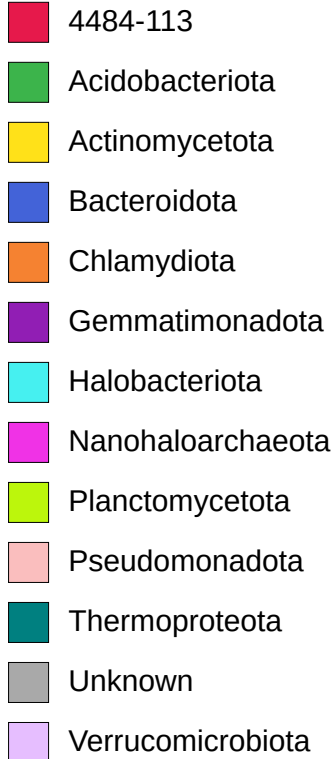 4484-113
Acidobacteriota
Actinomycetota
Bacteroidota
Chlamydiota
Gemmatimonadota
Halobacteriota
Nanohaloarchaeota
Planctomycetota
Pseudomonadota
Thermoproteota
Unknown
Verrucomicrobiota